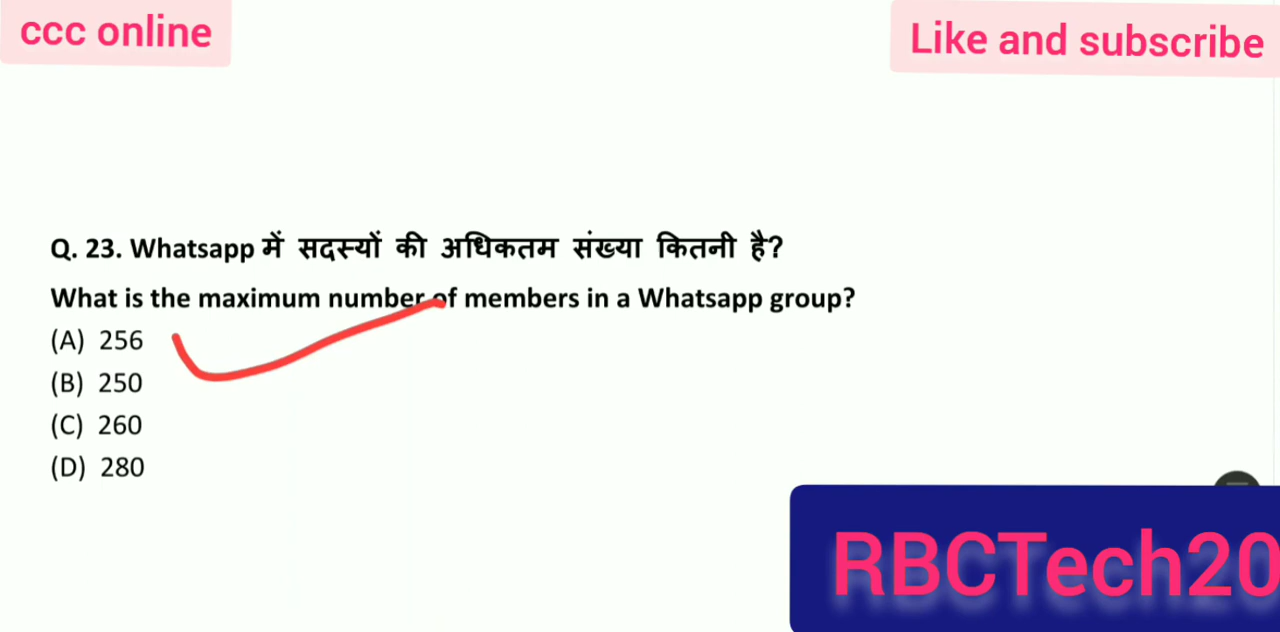 ccc online
Like and subscribe
Q. 23. Whatsapp में सदस्यों की अधिकतम संख्या कितनी है?
What is the maximum number of members in a Whatsapp group?
(A) 256
(B) 250
(C) 260
(D) 280
RBCTech20